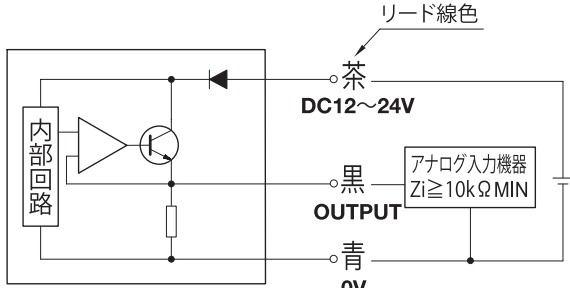 リード線色
茶
DC12～24V
内部回路
アナログ入力機器
Zi≧10kΩMIN
黒
OUTPUT
青
0V